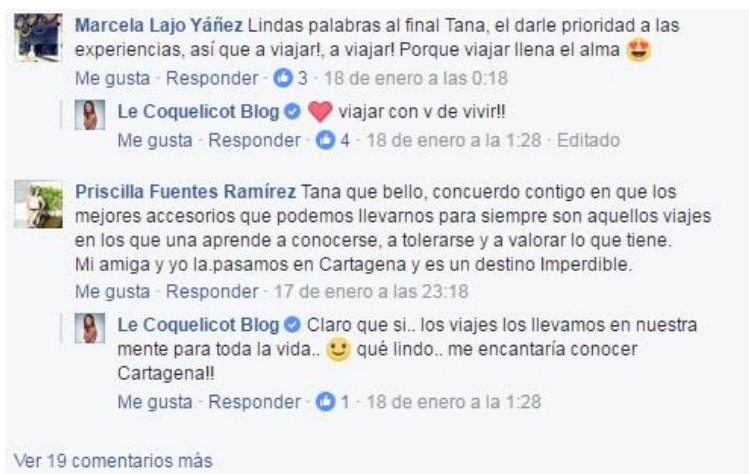 Marcela Lajo Yáñez Lindas palabras al final Tana, el darle prioridad a las
experiencias, así que a viajar!, a viajar! Porque viajar llena el alma 😍
Me gusta · Responder · 3 · 18 de enero a las 0:18
Le Coquelicot Blog ❤ viajar con v de vivir!!
Me gusta · Responder · 4 · 18 de enero a la 1:28 · Editado
Priscilla Fuentes Ramírez Tana que bello, concuerdo contigo en que los
mejores accesorios que podemos llevarnos para siempre son aquellos viajes
en los que una aprende a conocerse, a tolerarse y a valorar lo que tiene.
Mi amiga y yo la.pasamos en Cartagena y es un destino Imperdible.
Me gusta · Responder · 17 de enero a las 23:18
Le Coquelicot Blog Claro que si.. los viajes los llevamos en nuestra
mente para toda la vida.. 🙂 qué lindo.. me encantaría conocer
Cartagena!!
Me gusta · Responder · 1 · 18 de enero a la 1:28
Ver 19 comentarios más